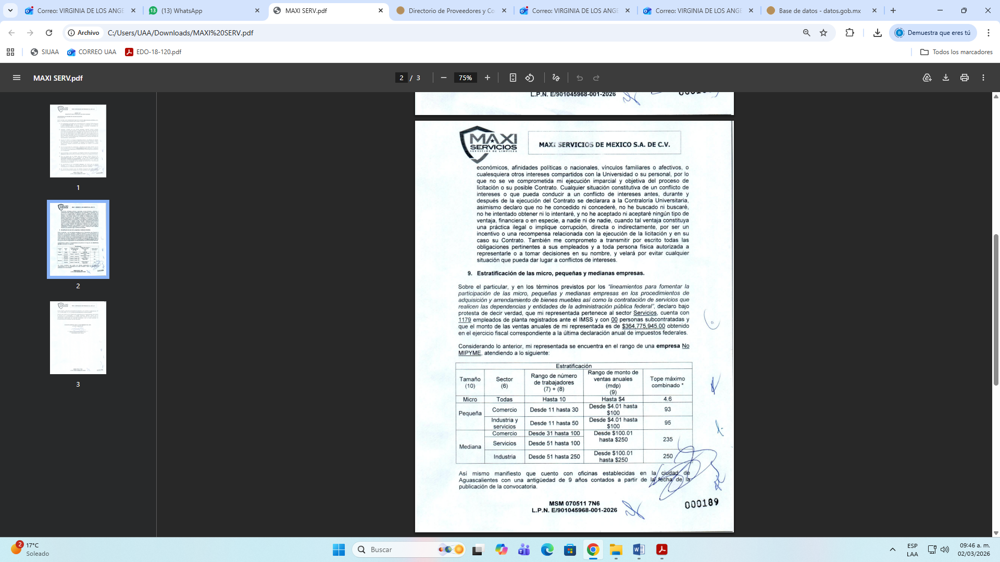 Correo: VIRGINIA DE LOS ANGE
(13) WhatsApp
MAXI SERV.pdf
Directorio de Proveedores y Co
Correo: VIRGINIA DE LOS ANGE
Correo: VIRGINIA DE LOS ANGE
Base de datos - datos.gob.mx
Archivo
C:/Users/UAA/Downloads/MAXI%20SERV.pdf
Demuestra que eres tú
SIUAA
CORREO UAA
EDO-18-120.pdf
Todos los marcadores
MAXI SERV.pdf
2 / 3
75%
1
2
3
L.P.N. E/901045968-001-2026
MAXI
SERVICIOS
SERVICIOS DE LIMPIEZA
MAXI SERVICIOS DE MEXICO S.A. DE C.V.
económicos, afinidades políticas o nacionales, vínculos familiares o afectivos, o
cualesquiera otros intereses compartidos con la Universidad o su personal, por lo
que no se ve comprometida mi ejecución imparcial y objetiva del proceso de
licitación o su posible Contrato. Cualquier situación constitutiva de un conflicto de
intereses o que pueda conducir a un conflicto de intereses antes, durante y
después de la ejecución del Contrato se declarara a la Contraloría Universitaria,
asimismo declaro que no he concedido ni concederé, no he buscado ni buscaré,
no he intentado obtener ni lo intentaré, y no he aceptado ni aceptaré ningún tipo de
ventaja, financiera o en especie, a nadie ni de nadie, cuando tal ventaja constituya
una práctica ilegal o implique corrupción, directa o indirectamente, por ser un
incentivo o una recompensa relacionada con la ejecución de la licitación y en su
caso su Contrato. También me comprometo a transmitir por escrito todas las
obligaciones pertinentes a sus empleados y a toda persona física autorizada a
representarle o a tomar decisiones en su nombre, y velará por evitar cualquier
situación que pueda dar lugar a conflictos de intereses.
9. Estratificación de las micro, pequeñas y medianas empresas.
Sobre el particular, y en los términos previstos por los "lineamientos para fomentar la
participación de las micro, pequeñas y medianas empresas en los procedimientos de
adquisición y arrendamiento de bienes muebles así como la contratación de servicios que
realicen las dependencias y entidades de la administración pública federal", declaro bajo
protesta de decir verdad, que mi representada pertenece al sector Servicios, cuenta con
1179 empleados de planta registrados ante el IMSS y con 00 personas subcontratadas y
que el monto de las ventas anuales de mi representada es de $364,775,945.00 obtenido
en el ejercicio fiscal correspondiente a la última declaración anual de impuestos federales.
Considerando lo anterior, mi representada se encuentra en el rango de una empresa No
MIPYME, atendiendo a lo siguiente:
Estratificación
Tamaño (10) Sector (6) Rango de número de trabajadores (7) + (8) Rango de monto de ventas anuales (mdp) (9) Tope máximo combinado *
Micro Todas Hasta 10 Hasta $4 4.6
Pequeña Comercio Desde 11 hasta 30 Desde $4.01 hasta $100 93
Industria y servicios Desde 11 hasta 50 Desde $4.01 hasta $100 95
Mediana Comercio Desde 31 hasta 100 Desde $100.01 hasta $250 235
Servicios Desde 51 hasta 100
Industria Desde 51 hasta 250 Desde $100.01 hasta $250 250
Así mismo manifiesto que cuento con oficinas establecidas en la ciudad de
Aguascalientes con una antigüedad de 9 años contados a partir de la fecha de la
publicación de la convocatoria.
MSM 070511 7N6
L.P.N. E/901045968-001-2026
000189
2
17°C
Soleado
Buscar
ESP
LAA
09:46 a. m.
02/03/2026